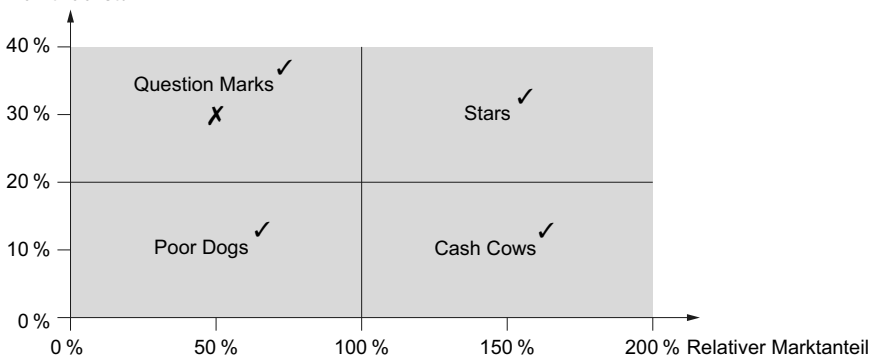 40 %
Question Marks ✓
✗
30 %
Stars ✓
20 %
10 %
Poor Dogs ✓
Cash Cows ✓
0 %
0 %
50 %
100 %
150 %
200 %
Relativer Marktanteil